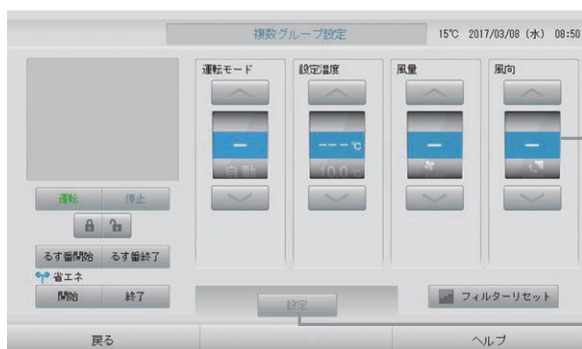 複数グループ設定 15℃ 2017/03/08 (水) 08:50
運転モード 設定温度 風量 風向
－ －－－℃ － －
自動 10.0
運転 停止
るす番開始 るす番終了
省エネ
開始 終了
設定 フィルターリセット
戻る ヘルプ